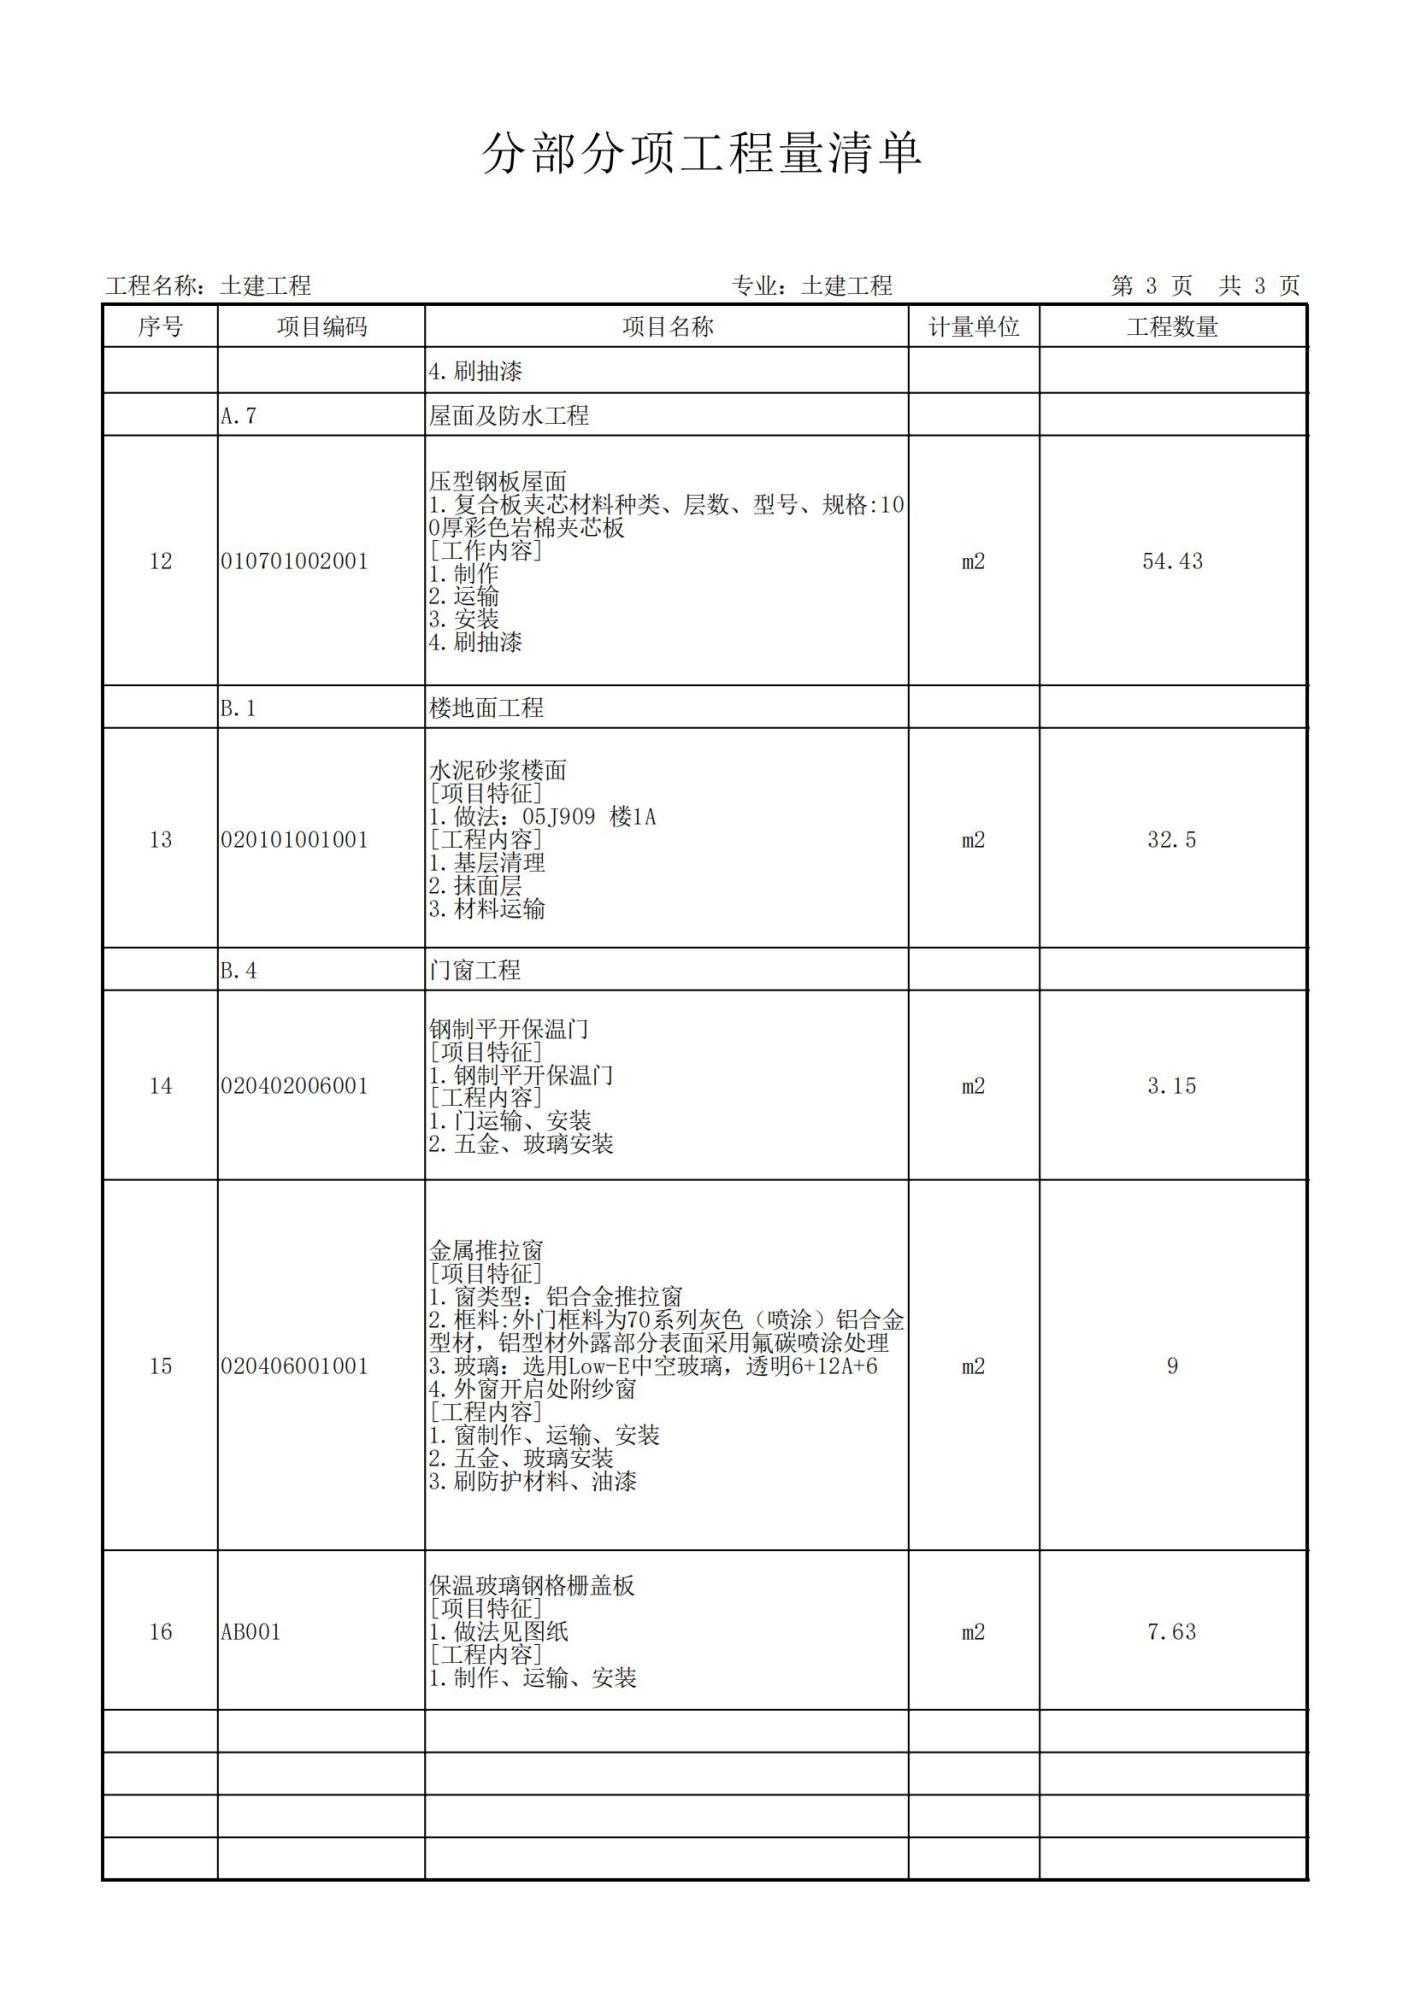 分部分项工程量清单
工程名称：土建工程 专业：土建工程 第 3 页 共 3 页
序号 项目编码 项目名称 计量单位 工程数量
4.刷抽漆
A.7 屋面及防水工程
压型钢板屋面
1.复合板夹芯材料种类、层数、型号、规格:10
0厚彩色岩棉夹芯板
[工作内容]
12 010701002001 1.制作 m2 54.43
2.运输
3.安装
4.刷抽漆
B.1 楼地面工程
水泥砂浆楼面
[项目特征]
1.做法：05J909 楼1A
13 020101001001 [工程内容] m2 32.5
1.基层清理
2.抹面层
3.材料运输
B.4 门窗工程
钢制平开保温门
[项目特征]
1.钢制平开保温门
14 020402006001 [工程内容] m2 3.15
1.门运输、安装
2.五金、玻璃安装
金属推拉窗
[项目特征]
1.窗类型：铝合金推拉窗
2.框料:外门框料为70系列灰色（喷涂）铝合金
型材，铝型材外露部分表面采用氟碳喷涂处理
15 020406001001 3.玻璃：选用Low-E中空玻璃，透明6+12A+6 m2 9
4.外窗开启处附纱窗
[工程内容]
1.窗制作、运输、安装
2.五金、玻璃安装
3.刷防护材料、油漆
保温玻璃钢格栅盖板
[项目特征]
16 AB001 1.做法见图纸 m2 7.63
[工程内容]
1.制作、运输、安装